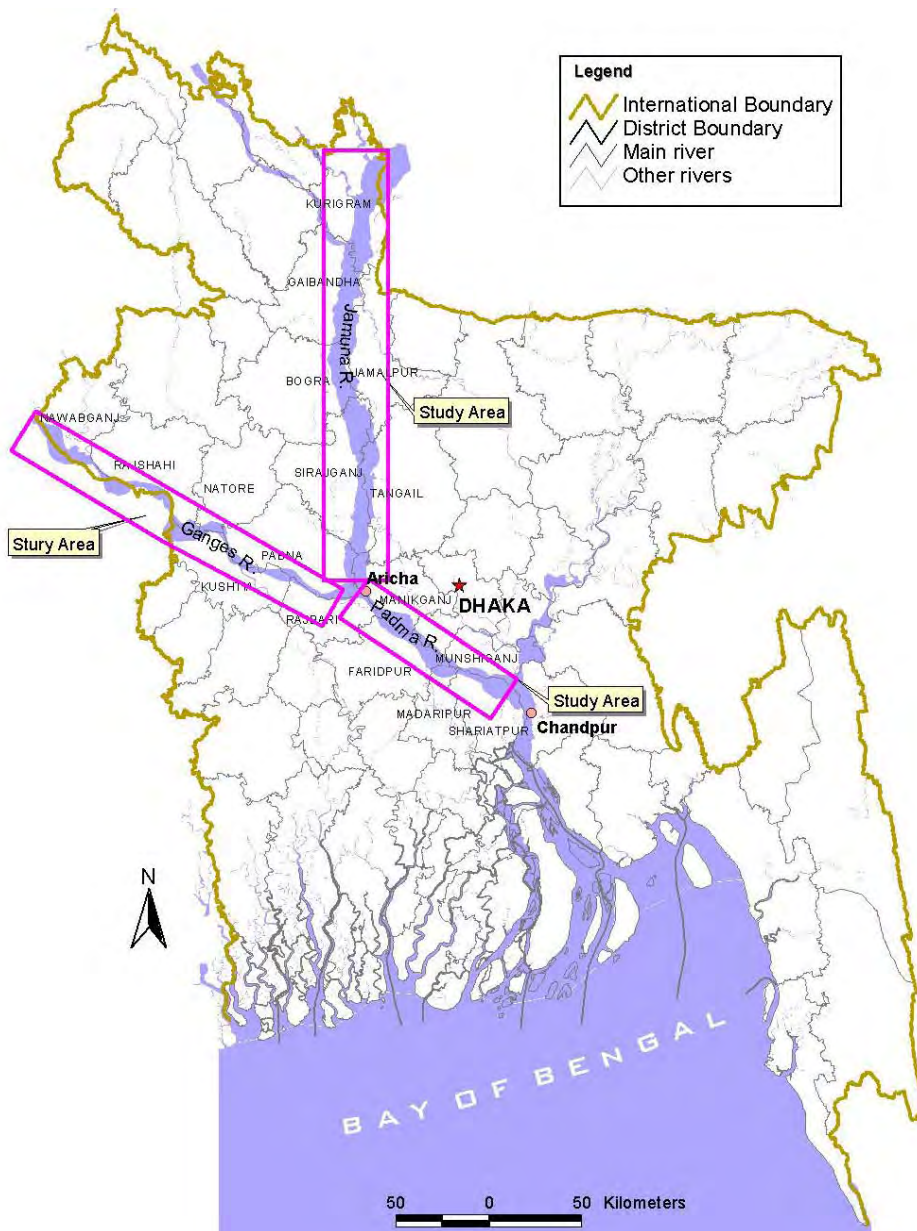 Legend
International Boundary
District Boundary
Main river
Other rivers
KURIGRAM
GAIBANDHA
Jamuna R.
BOGRA
JAMALPUR
Study Area
NAWABGANJ
RAJSHAHI
SIRAJGANJ
NATORE
TANGAIL
Stury Area
Ganges R.
PABNA
KUSHTIA
Aricha
MANIKGANJ
DHAKA
RAJBARI
Padma R.
MUNSHIGANJ
FARIDPUR
Study Area
MADARIPUR
SHARIATPUR
Chandpur
N
BAY OF BENGAL
50 0 50 Kilometers